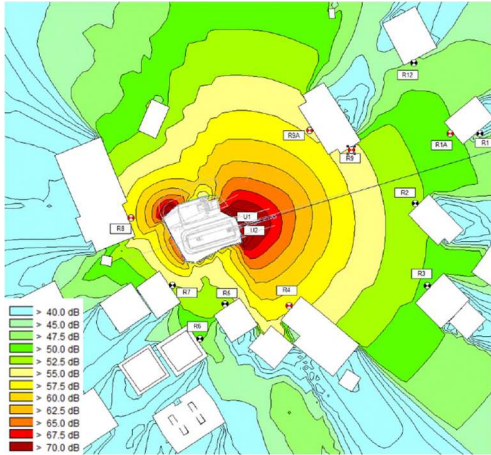 R12
R9A
R1A
R1
R9
R2
U1
R8
U2
R3
R7
R5
R4
R6
> 40.0 dB
> 45.0 dB
> 47.5 dB
> 50.0 dB
> 52.5 dB
> 55.0 dB
> 57.5 dB
> 60.0 dB
> 62.5 dB
> 65.0 dB
> 67.5 dB
> 70.0 dB